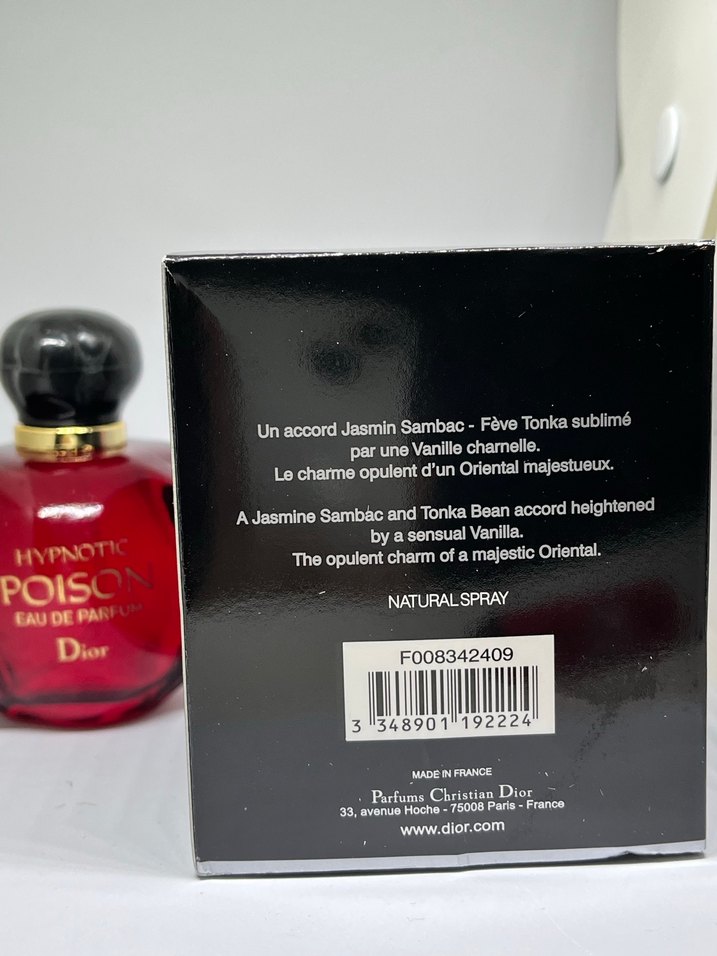 HYPNOTIC
POISON
EAU DE PARFUM
Dior
Un accord Jasmin Sambac - Fève Tonka sublimé
par une Vanille charnelle.
Le charme opulent d'un Oriental majestueux.
A Jasmine Sambac and Tonka Bean accord heightened
by a sensual Vanilla.
The opulent charm of a majestic Oriental.
NATURAL SPRAY
F008342409
3 348901 192224
MADE IN FRANCE
Parfums Christian Dior
33, avenue Hoche - 75008 Paris - France
www.dior.com